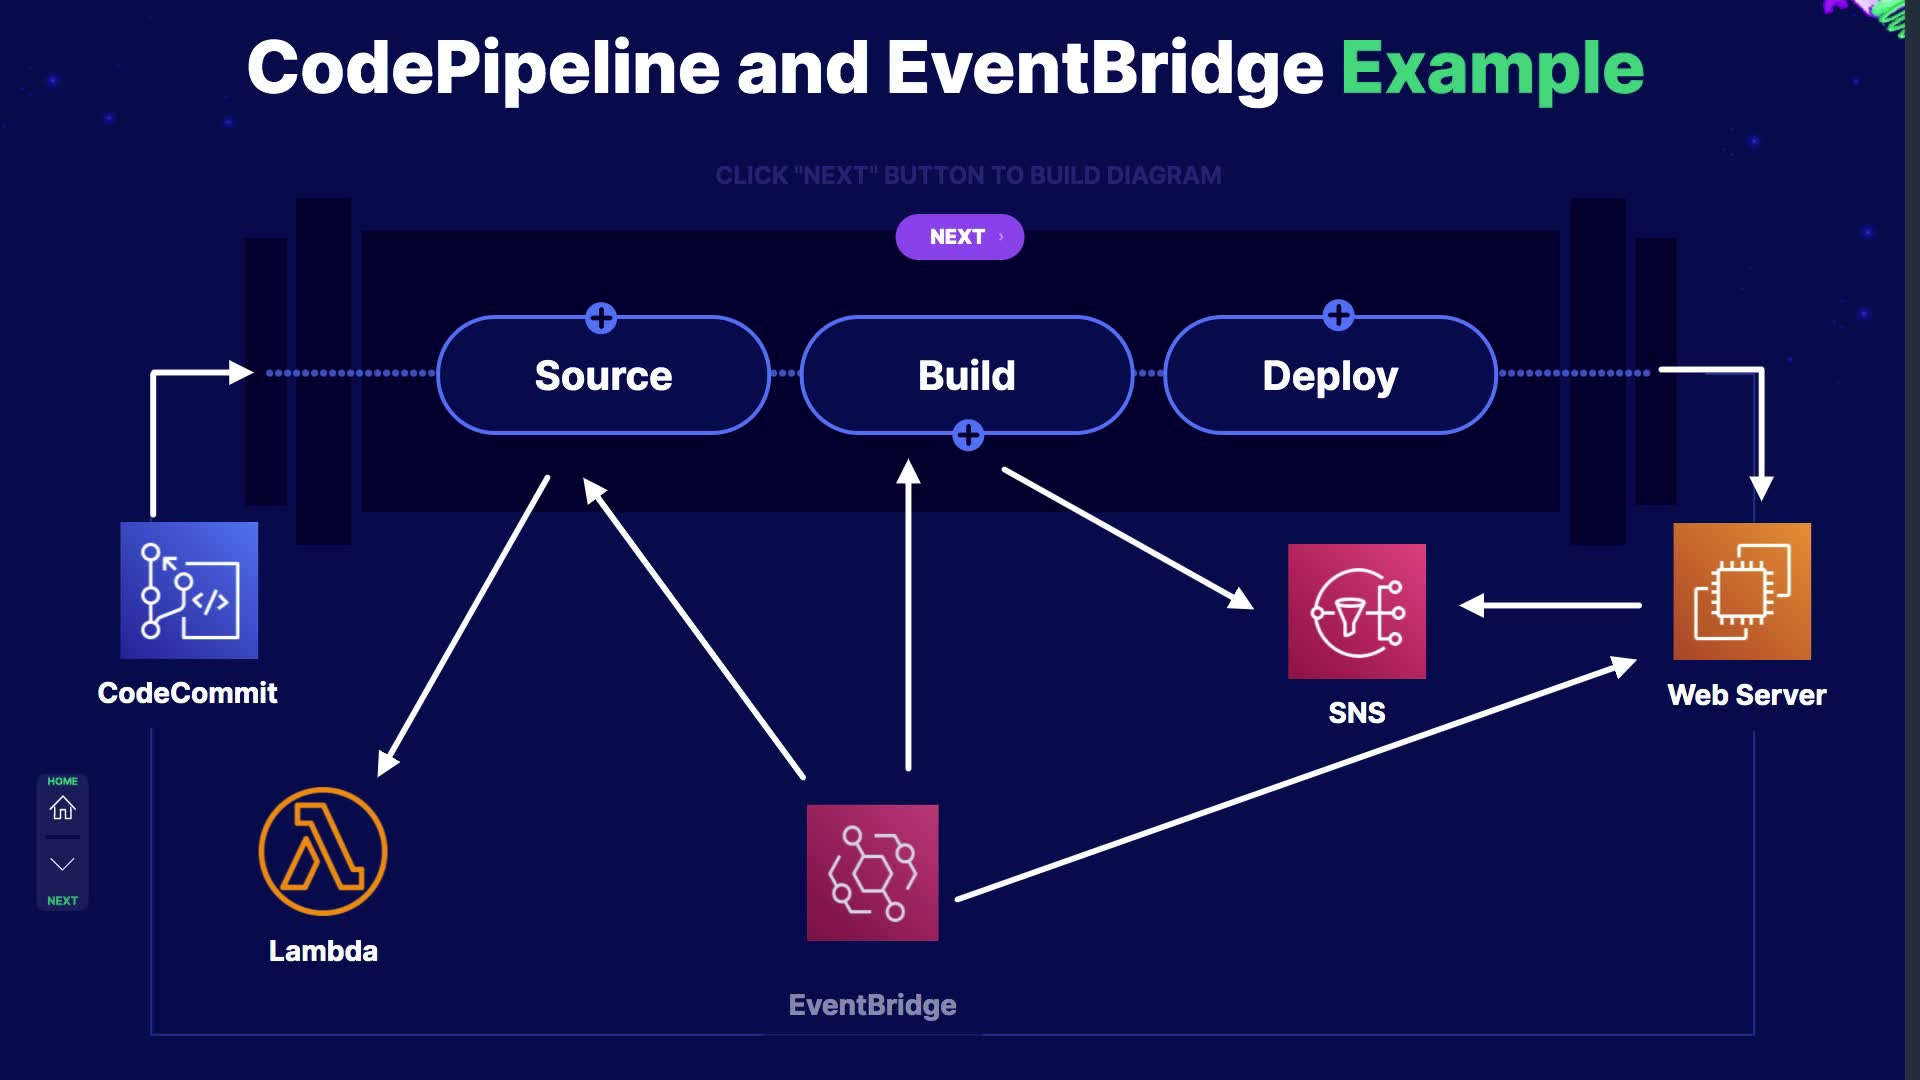 CodePipeline and EventBridge Example
CLICK "NEXT" BUTTON TO BUILD DIAGRAM
NEXT ›
Source
Build
Deploy
</>
CodeCommit
SNS
Web Server
HOME
NEXT
Lambda
EventBridge